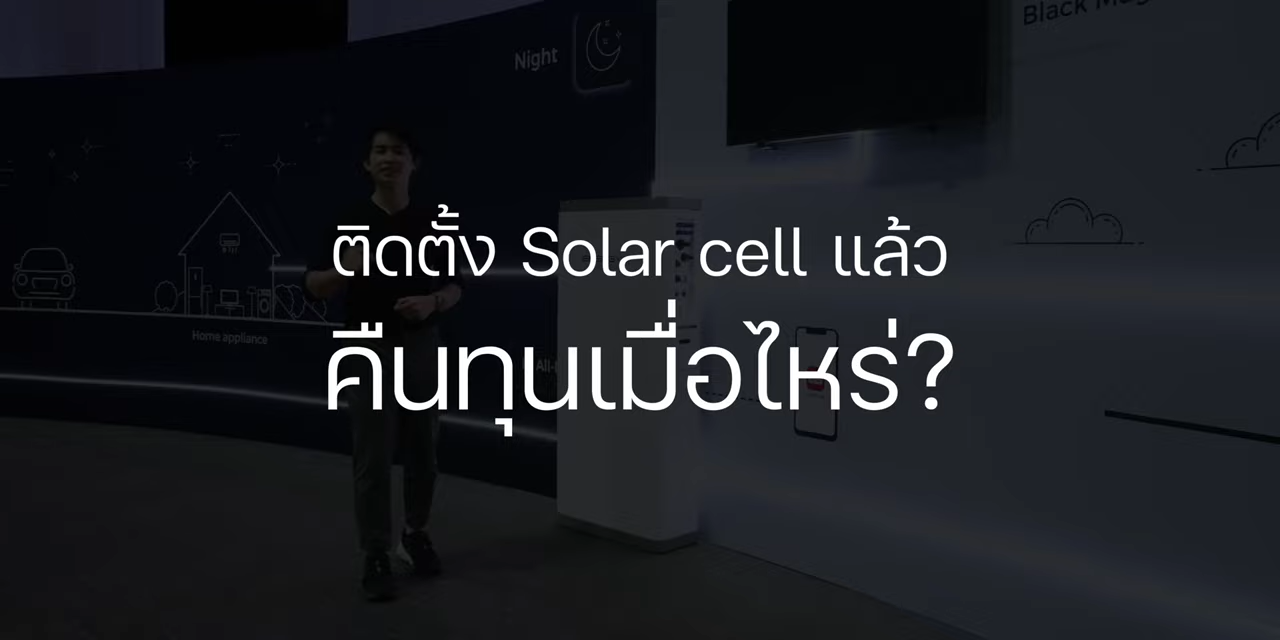 Black
Night
ติดตั้ง Solar cell แล้ว
คืนทุนเมื่อไหร่?
Home appliance